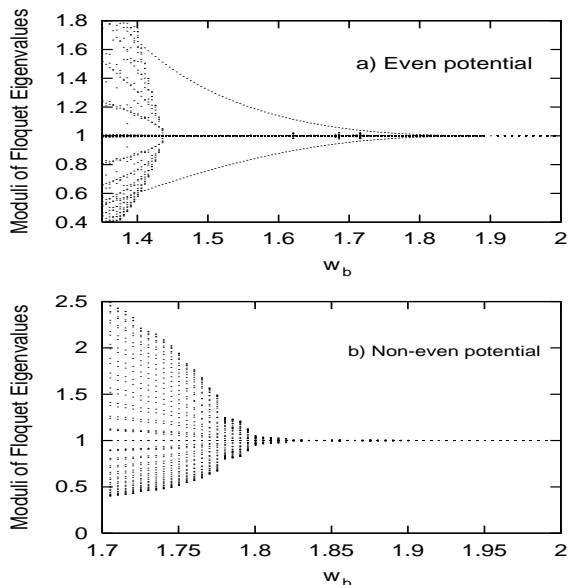 Moduli of Floquet Eigenvalues
1.8
1.6
1.4
1.2
1
0.8
0.6
0.4
a) Even potential
1.4 1.5 1.6 1.7 1.8 1.9 2
w_b
Moduli of Floquet Eigenvalues
2.5
2
1.5
1
0.5
0
b) Non-even potential
1.7 1.75 1.8 1.85 1.9 1.95 2
w_b